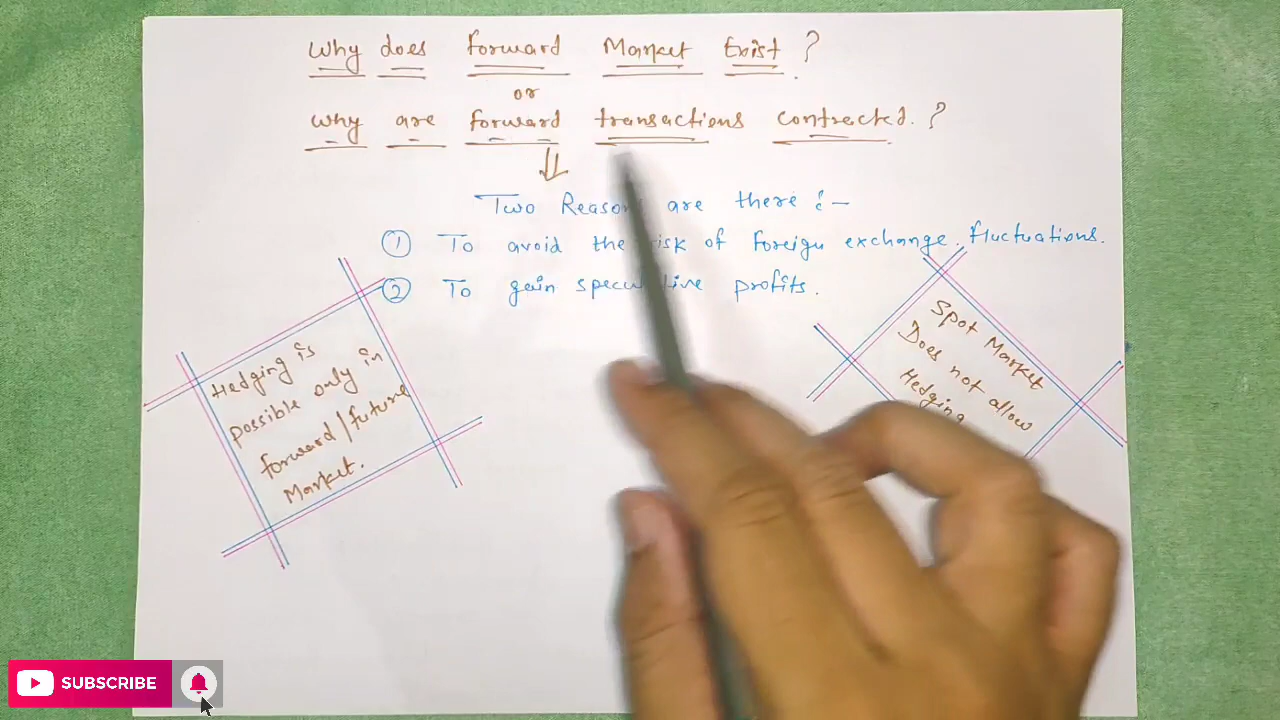 Why does forward Market Exist ?
or
why are forward transactions contracted. ?
Two Reasons are there :-
① To avoid the risk of foreign exchange fluctuations.
② To gain speculative profits.
Hedging is
possible only in
forward/future
Market.
Spot Market
Does not allow
Hedging
SUBSCRIBE